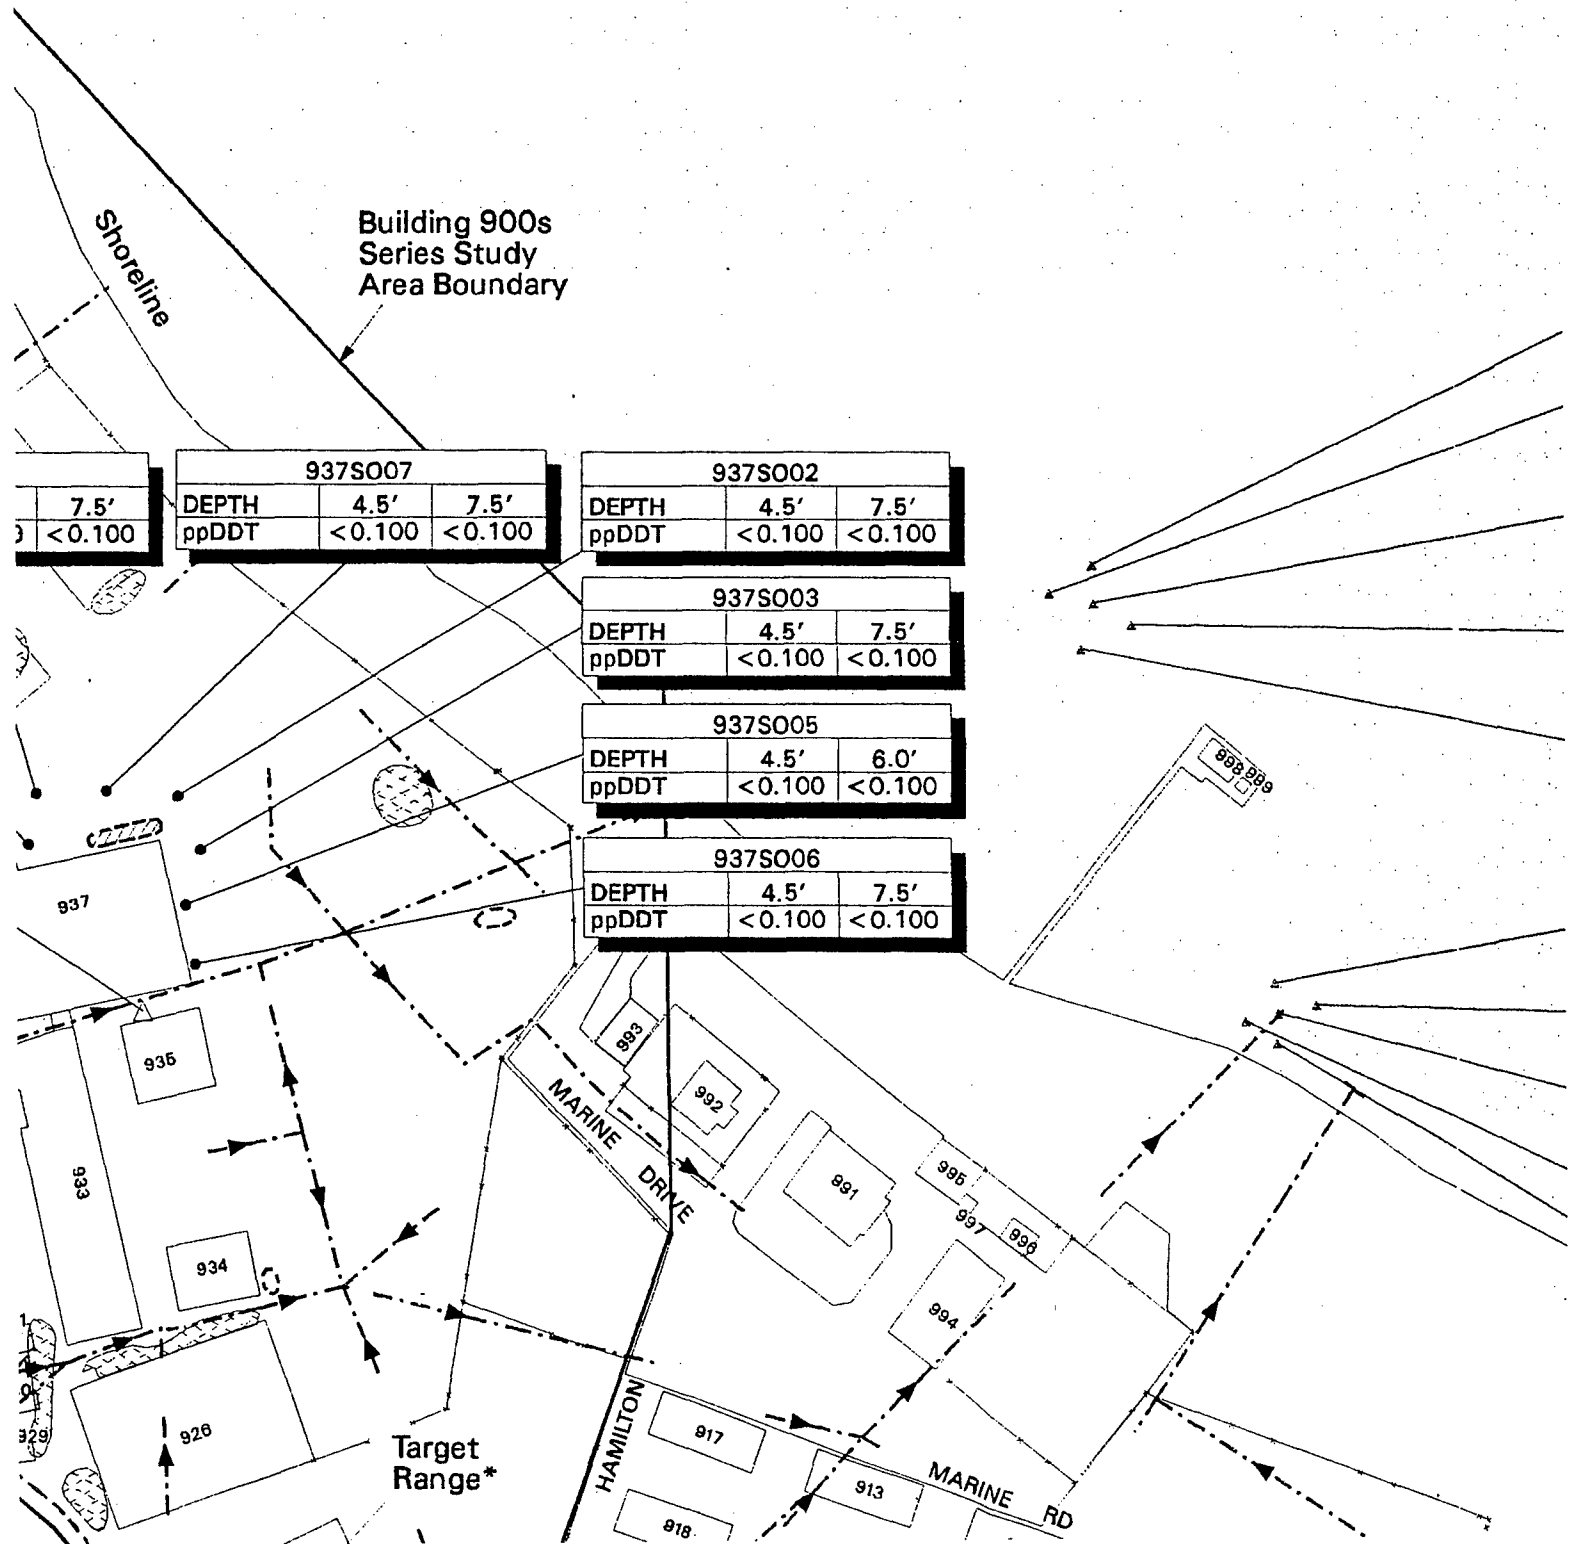 Shoreline
Building 900s
Series Study
Area Boundary
7.5′
<0.100
937SO07
DEPTH 4.5′ 7.5′
ppDDT <0.100 <0.100
937SO02
DEPTH 4.5′ 7.5′
ppDDT <0.100 <0.100
937SO03
DEPTH 4.5′ 7.5′
ppDDT <0.100 <0.100
937SO05
DEPTH 4.5′ 6.0′
ppDDT <0.100 <0.100
937SO06
DEPTH 4.5′ 7.5′
ppDDT <0.100 <0.100
998 989
937
935
993
992
MARINE DRIVE
933
991
995
997
996
934
994
926
929
Target
Range*
HAMILTON
917
913
918
MARINE RD